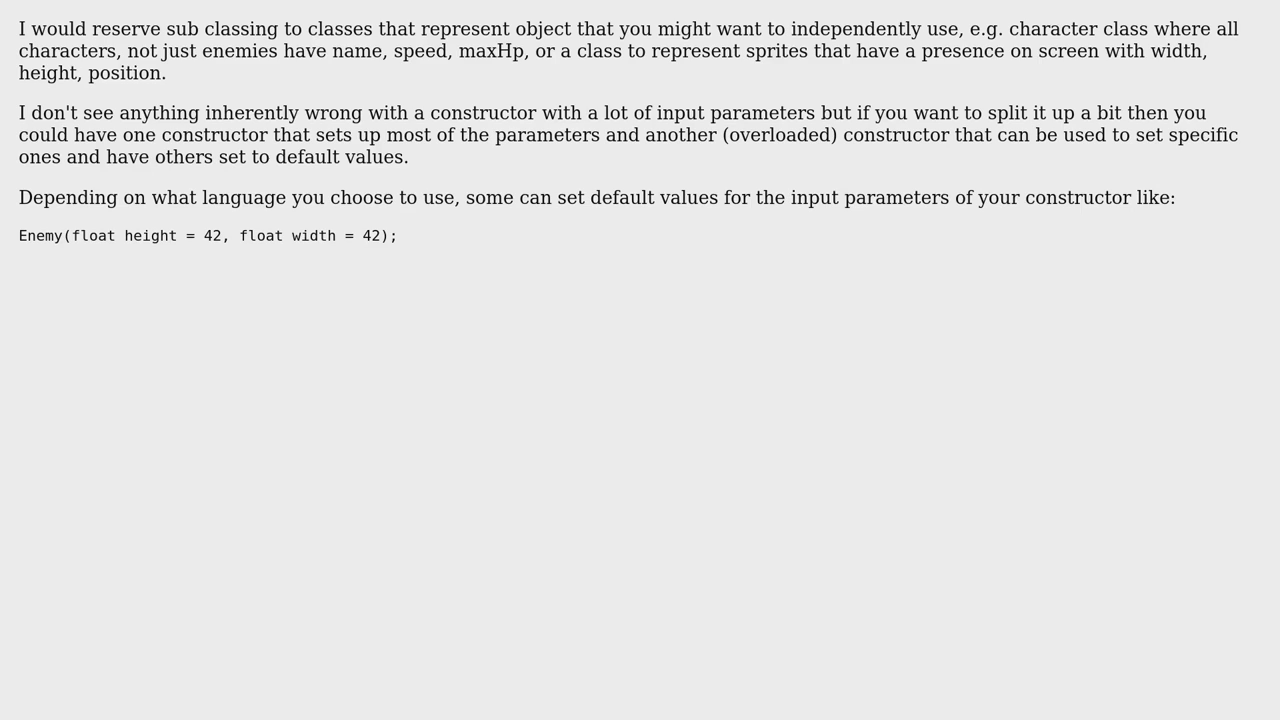 I would reserve sub classing to classes that represent object that you might want to independently use, e.g. character class where all
characters, not just enemies have name, speed, maxHp, or a class to represent sprites that have a presence on screen with width,
height, position.
I don't see anything inherently wrong with a constructor with a lot of input parameters but if you want to split it up a bit then you
could have one constructor that sets up most of the parameters and another (overloaded) constructor that can be used to set specific
ones and have others set to default values.
Depending on what language you choose to use, some can set default values for the input parameters of your constructor like:
Enemy(float height = 42, float width = 42);